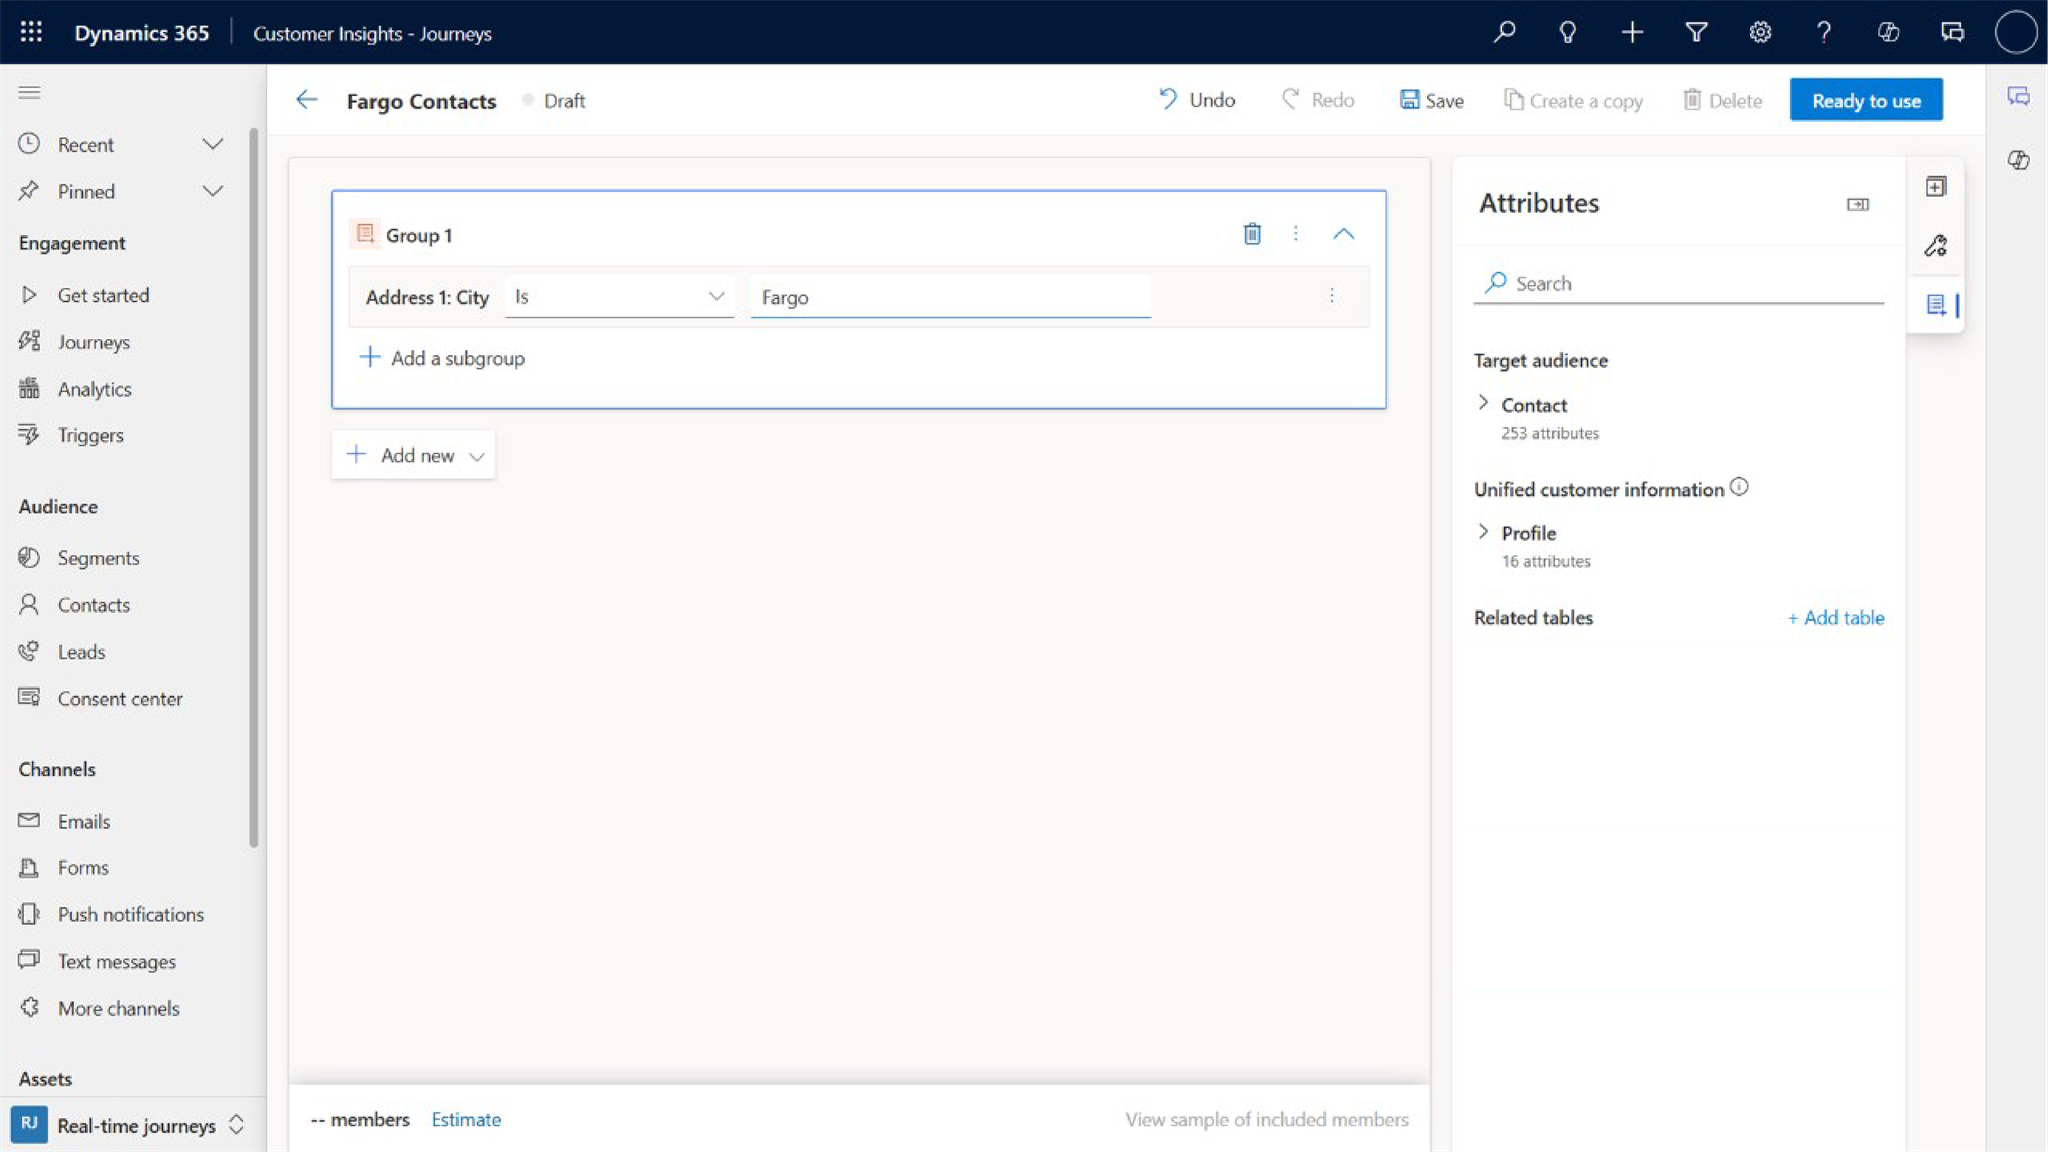 Dynamics 365
Customer Insights - Journeys
Fargo Contacts
Draft
Undo
Redo
Save
Create a copy
Delete
Ready to use
Recent
Pinned
Engagement
Get started
Journeys
Analytics
Triggers
Audience
Segments
Contacts
Leads
Consent center
Channels
Emails
Forms
Push notifications
Text messages
More channels
Assets
RJ
Real-time journeys
Group 1
Address 1: City
Is
Fargo
Add a subgroup
Add new
-- members
Estimate
View sample of included members
Attributes
Search
Target audience
Contact
253 attributes
Unified customer information
Profile
16 attributes
Related tables
+ Add table